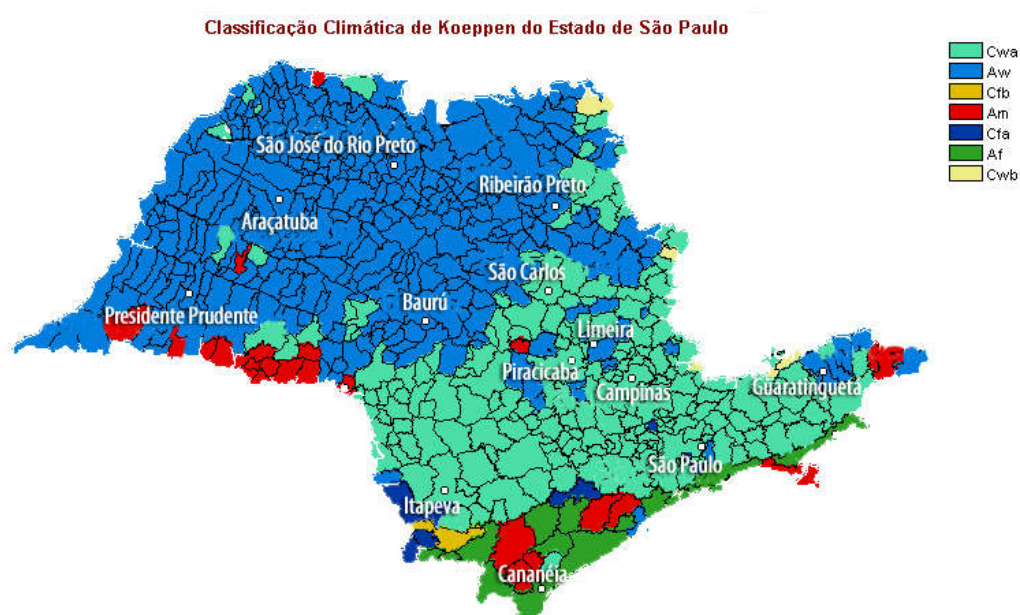 Classificação Climática de Koeppen do Estado de São Paulo
Cwa
Aw
Cfb
Am
Cfa
Af
Cwb
São José do Rio Preto
Ribeirão Preto
Araçatuba
São Carlos
Presidente Prudente
Baurú
Limeira
Piracicaba
Campinas
Guaratingueta
São Paulo
Itapeva
Cananéia